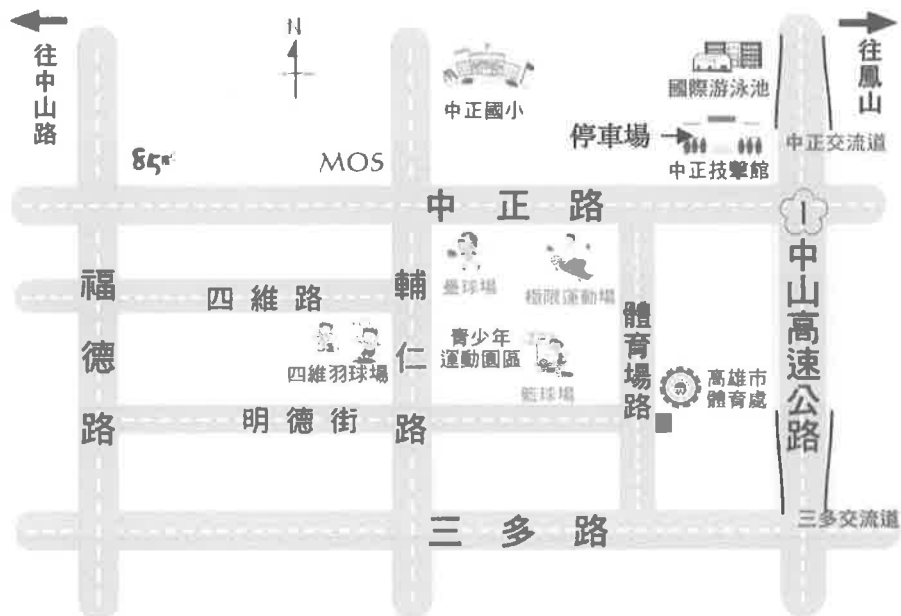 往中山路
N
中正國小
國際游泳池
往鳳山
停車場
中正技擊館
中正交流道
85
MOS
中正路
1
中山高速公路
福德路
四維路
輔仁路
壘球場
極限運動場
體育場路
四維羽球場
青少年
運動園區
籃球場
高雄市
體育處
明德街
三多路
三多交流道